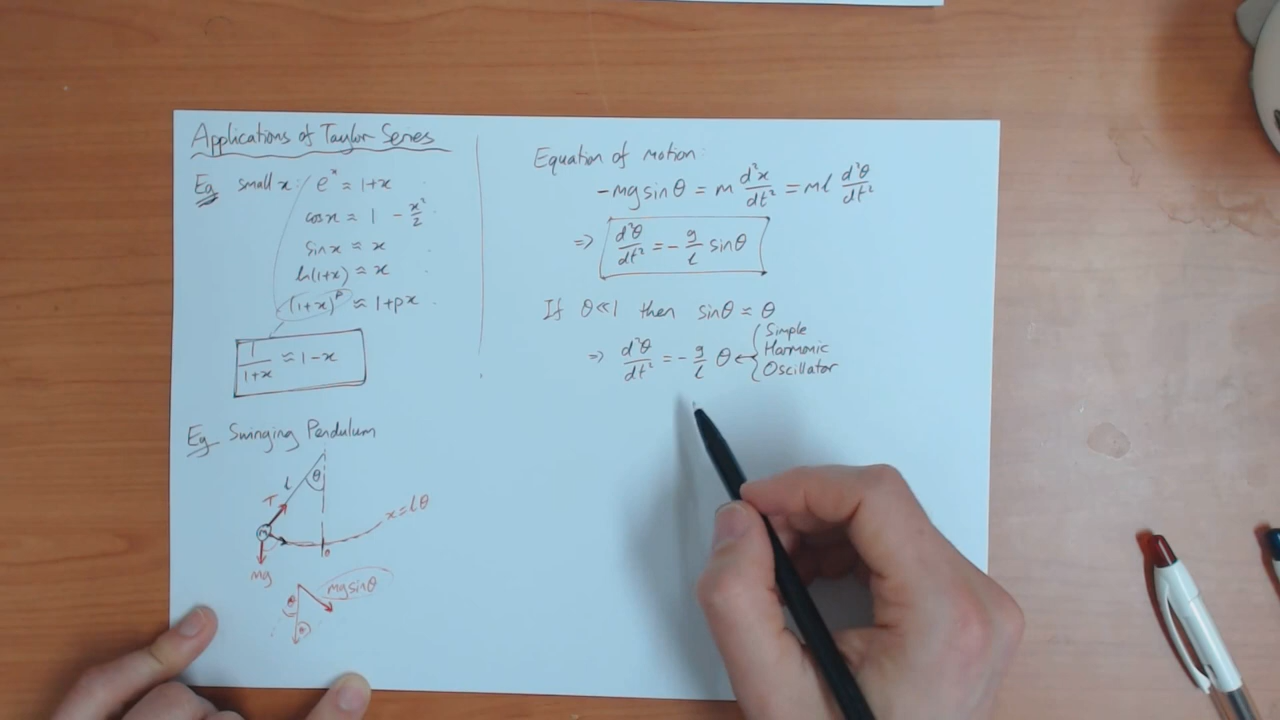 Applications of Taylor Series
Eg small x: eˣ ≈ 1+x
cos x ≈ 1 - x²/2
sin x ≈ x
ln(1+x) ≈ x
(1+x)ᵖ ≈ 1+px
1/(1+x) ≈ 1-x
Eg Swinging Pendulum
θ
l
T
m
x=lθ
0
mg
mg sinθ
θ
Equation of motion:
-mg sinθ = m d²x/dt² = ml d²θ/dt²
=> d²θ/dt² = - g/l sinθ
If θ≪1 then sinθ ≈ θ
=> d²θ/dt² = - g/l θ ← { Simple
Harmonic
Oscillator